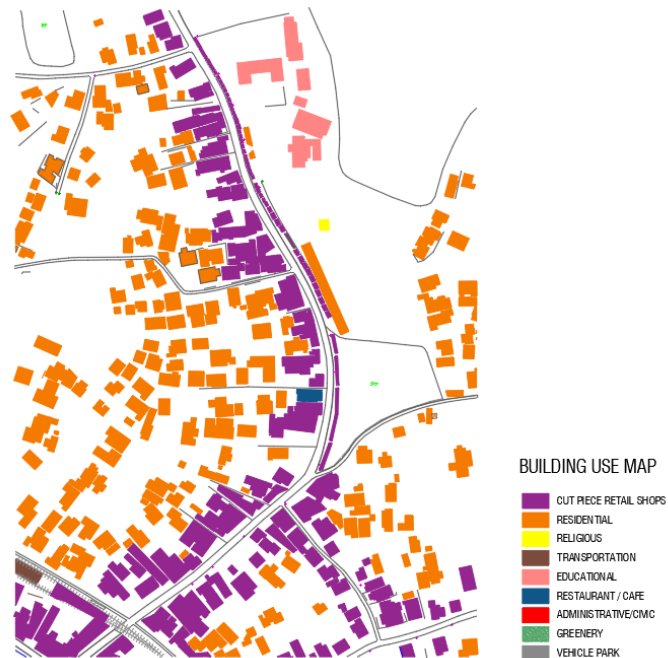 BUILDING USE MAP
CUT PIECE RETAIL SHOPS
RESIDENTIAL
RELIGIOUS
TRANSPORTATION
EDUCATIONAL
RESTAURANT / CAFE
ADMINISTRATIVE/CIVIC
GREENERY
VEHICLE PARK